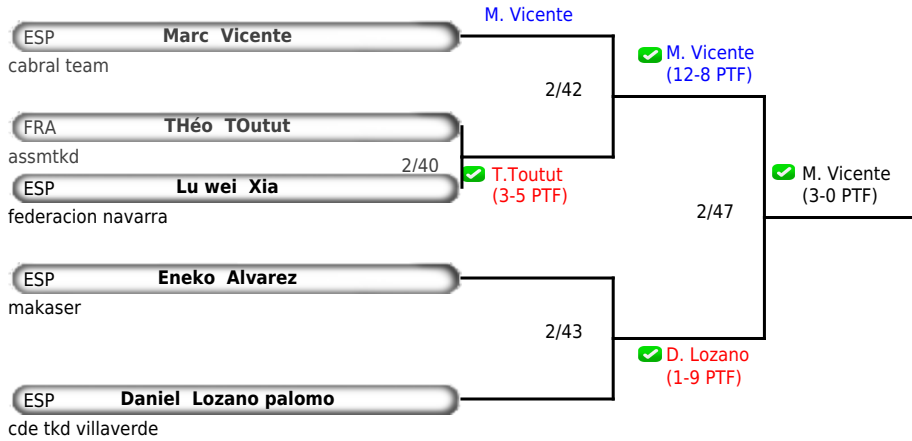 M. Vicente
ESP Marc Vicente
cabral team
M. Vicente
(12-8 PTF)
2/42
FRA THéo TOutut
assmtkd
2/40
T.Toutut
(3-5 PTF)
M. Vicente
(3-0 PTF)
ESP Lu wei Xia
federacion navarra
2/47
ESP Eneko Alvarez
makaser
2/43
D. Lozano
(1-9 PTF)
ESP Daniel Lozano palomo
cde tkd villaverde